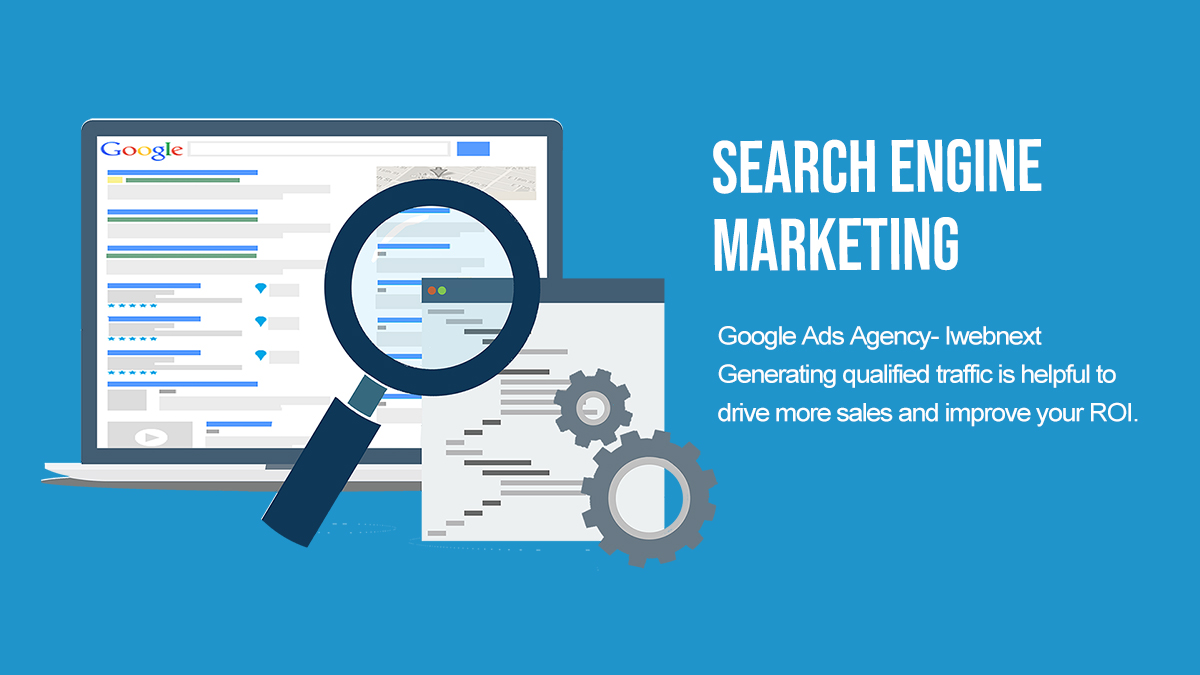 Google
SEARCH ENGINE
MARKETING
Google Ads Agency- Iwebnext
Generating qualified traffic is helpful to
drive more sales and improve your ROI.